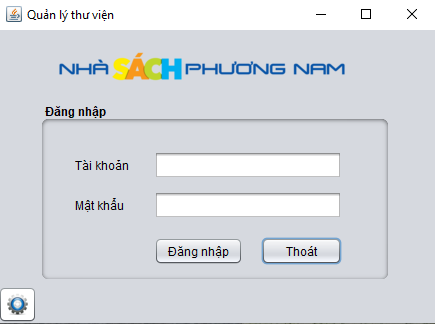 Quản lý thư viện
NHÀ SÁCH PHƯƠNG NAM
Đăng nhập
Tài khoản
Mật khẩu
Đăng nhập Thoát